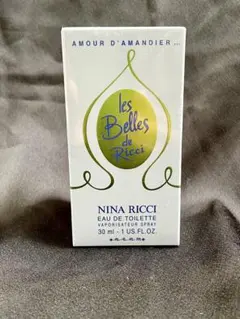 AMOUR D'AMANDIER ...
les
Belles
de
Ricci
NINA RICCI
EAU DE TOILETTE
VAPORISATEUR SPRAY
30 ml - 1 US.FL.OZ.